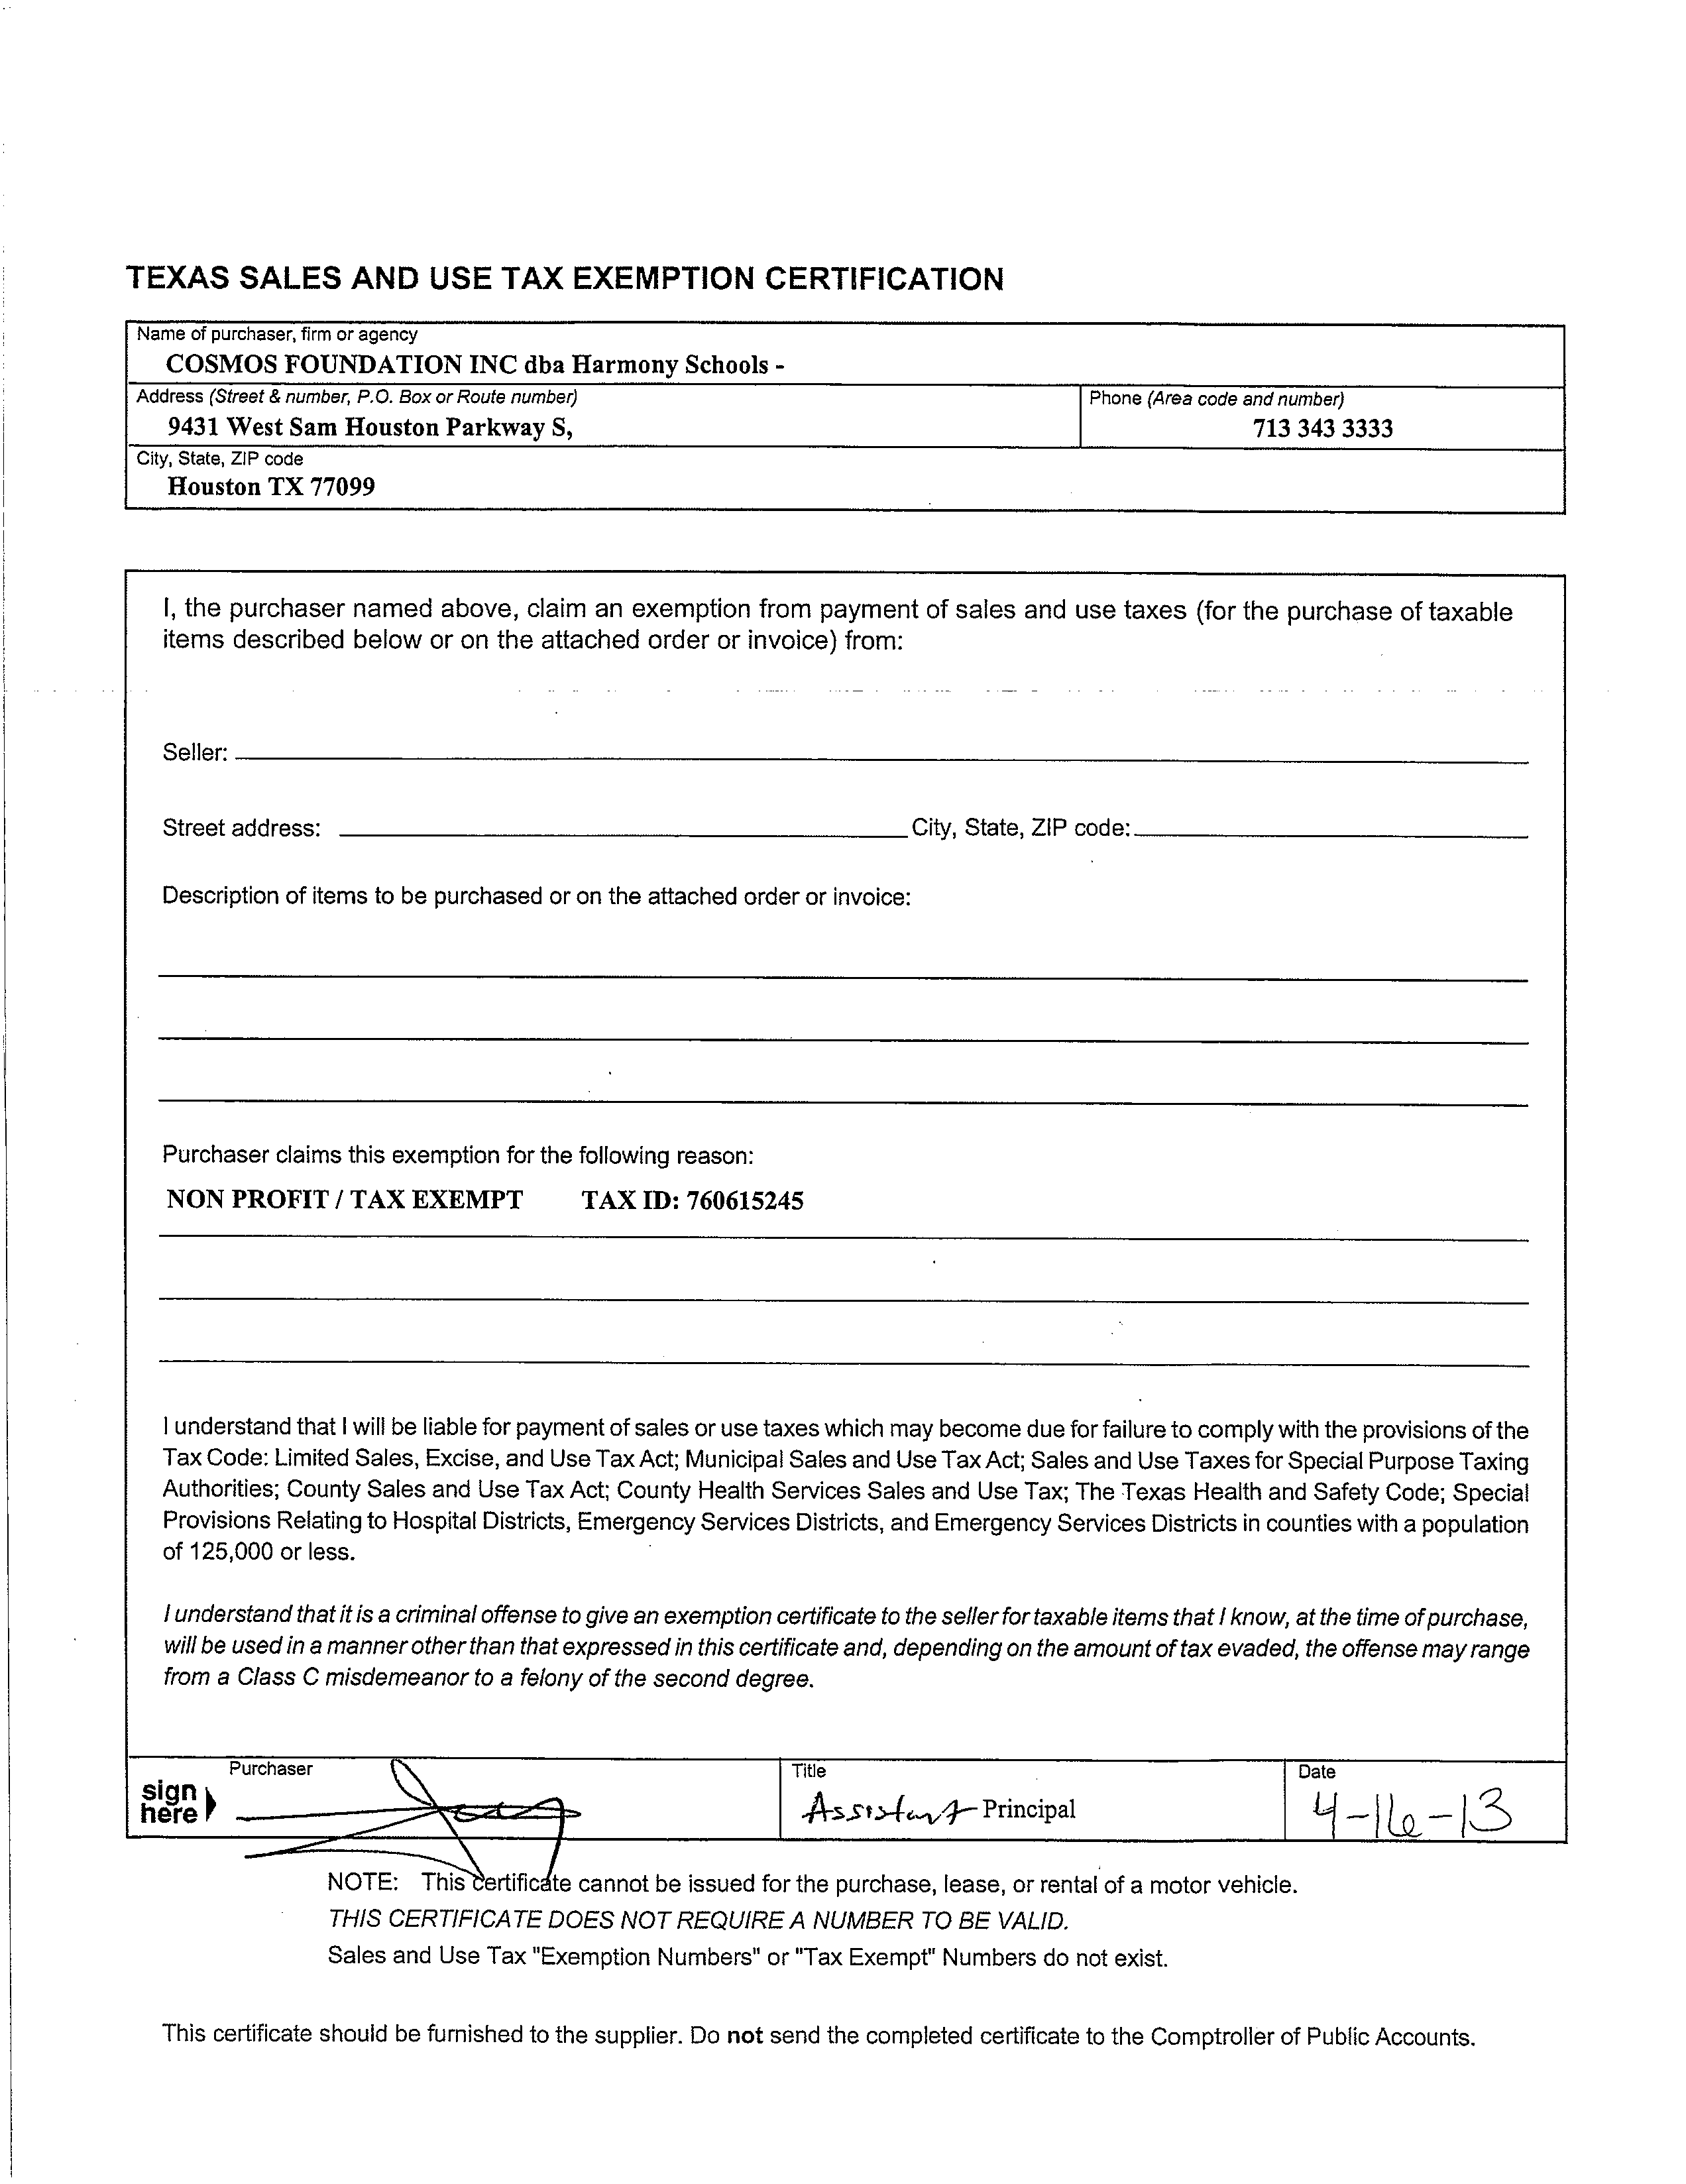 TEXAS SALES AND USE TAX EXEMPTION CERTIFICATION
Name of purchaser, firm or agency
COSMOS FOUNDATION INC dba Harmony Schools -
Address (Street & number, P.O. Box or Route number)
Phone (Area code and number)
9431 West Sam Houston Parkway S,
713 343 3333
City, State, ZIP code
Houston TX 77099
I, the purchaser named above, claim an exemption from payment of sales and use taxes (for the purchase of taxable
items described below or on the attached order or invoice) from:
Seller:
Street address: City, State, ZIP code:
Description of items to be purchased or on the attached order or invoice:
Purchaser claims this exemption for the following reason:
NON PROFIT / TAX EXEMPT TAX ID: 760615245
I understand that I will be liable for payment of sales or use taxes which may become due for failure to comply with the provisions of the
Tax Code: Limited Sales, Excise, and Use Tax Act; Municipal Sales and Use Tax Act; Sales and Use Taxes for Special Purpose Taxing
Authorities; County Sales and Use Tax Act; County Health Services Sales and Use Tax; The Texas Health and Safety Code; Special
Provisions Relating to Hospital Districts, Emergency Services Districts, and Emergency Services Districts in counties with a population
of 125,000 or less.
I understand that it is a criminal offense to give an exemption certificate to the seller for taxable items that I know, at the time of purchase,
will be used in a manner other than that expressed in this certificate and, depending on the amount of tax evaded, the offense may range
from a Class C misdemeanor to a felony of the second degree.
Purchaser
Title
Date
sign
here
Assistant Principal
4-16-13
NOTE: This certificate cannot be issued for the purchase, lease, or rental of a motor vehicle.
THIS CERTIFICATE DOES NOT REQUIRE A NUMBER TO BE VALID.
Sales and Use Tax "Exemption Numbers" or "Tax Exempt" Numbers do not exist.
This certificate should be furnished to the supplier. Do not send the completed certificate to the Comptroller of Public Accounts.